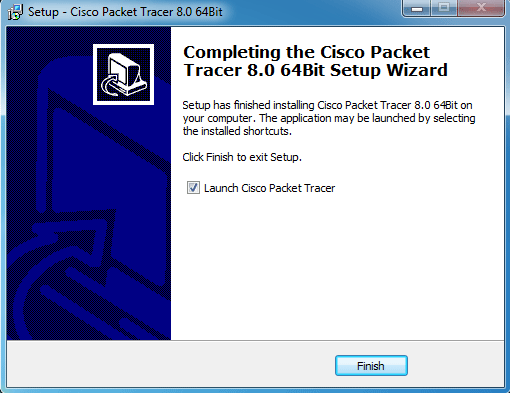 Setup - Cisco Packet Tracer 8.0 64Bit
Completing the Cisco Packet
Tracer 8.0 64Bit Setup Wizard
Setup has finished installing Cisco Packet Tracer 8.0 64Bit on
your computer. The application may be launched by selecting
the installed shortcuts.
Click Finish to exit Setup.
Launch Cisco Packet Tracer
Finish